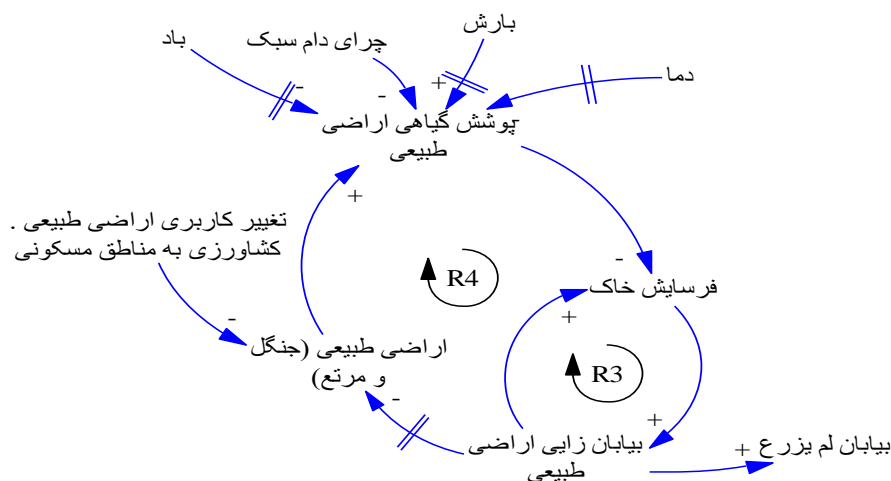 بارش
چرای دام سبک
باد
دما
-
-
+
پوشش گیاهی اراضی
طبیعی
-
+
تغییر کاربری اراضی طبیعی .
کشاورزی به مناطق مسکونی
-
فرسایش خاک
R4
+
-
اراضی طبیعی (جنگل
و مرتع)
R3
-
+
بیابان زایی اراضی
طبیعی
+
بیابان لم یزرع